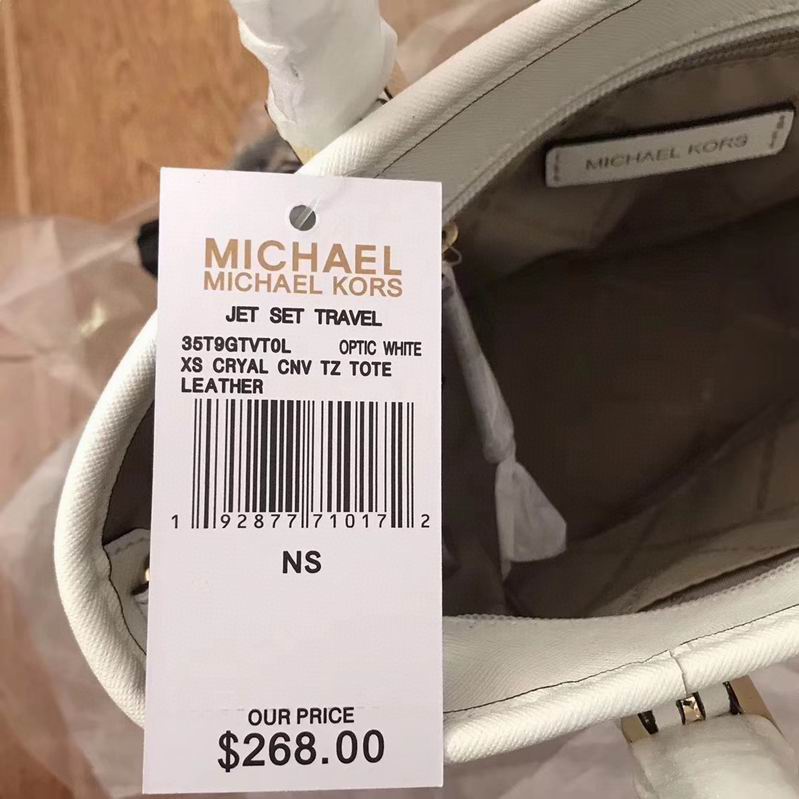 MICHAEL KORS
MICHAEL
MICHAEL KORS
JET SET TRAVEL
35T9GTVT0L OPTIC WHITE
XS CRYAL CNV TZ TOTE
LEATHER
1 92877 71017 2
NS
OUR PRICE
$268.00